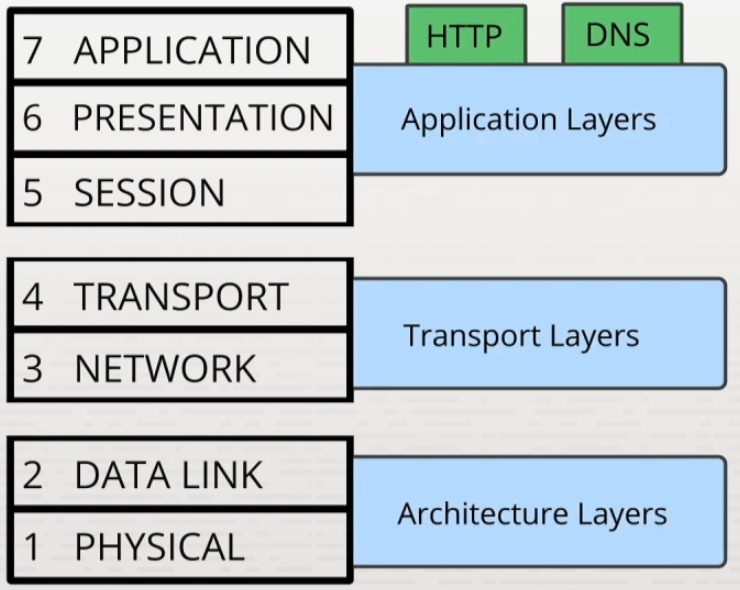 7 APPLICATION
6 PRESENTATION
5 SESSION
HTTP
DNS
Application Layers
4 TRANSPORT
3 NETWORK
Transport Layers
2 DATA LINK
1 PHYSICAL
Architecture Layers